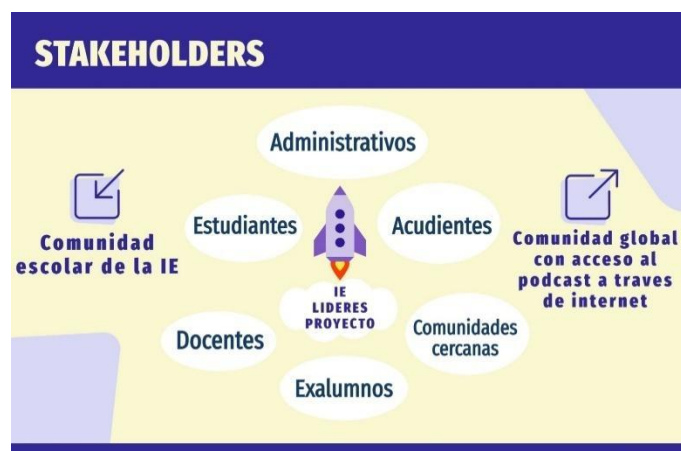 STAKEHOLDERS
Administrativos
Estudiantes
Acudientes
Comunidad
escolar de la IE
Comunidad global
con acceso al
podcast a traves
de internet
IE
LIDERES
PROYECTO
Docentes
Comunidades
cercanas
Exalumnos